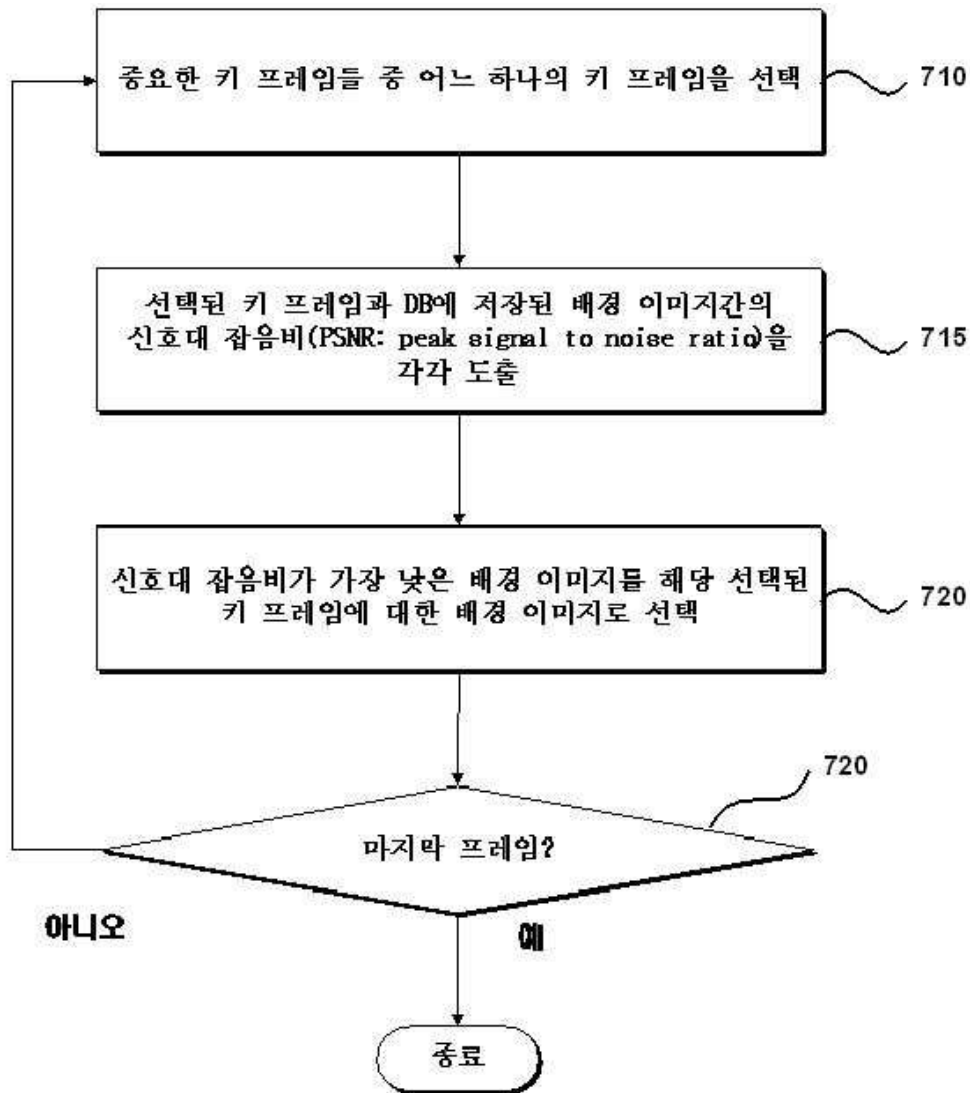 중요한 키 프레임들 중 어느 하나의 키 프레임을 선택
710
선택된 키 프레임과 DB에 저장된 배경 이미지간의
신호대 잡음비(PSNR: peak signal to noise ratio)을
각각 도출
715
신호대 잡음비가 가장 낮은 배경 이미지를 해당 선택된
키 프레임에 대한 배경 이미지로 선택
720
720
마지막 프레임?
아니오
예
종료